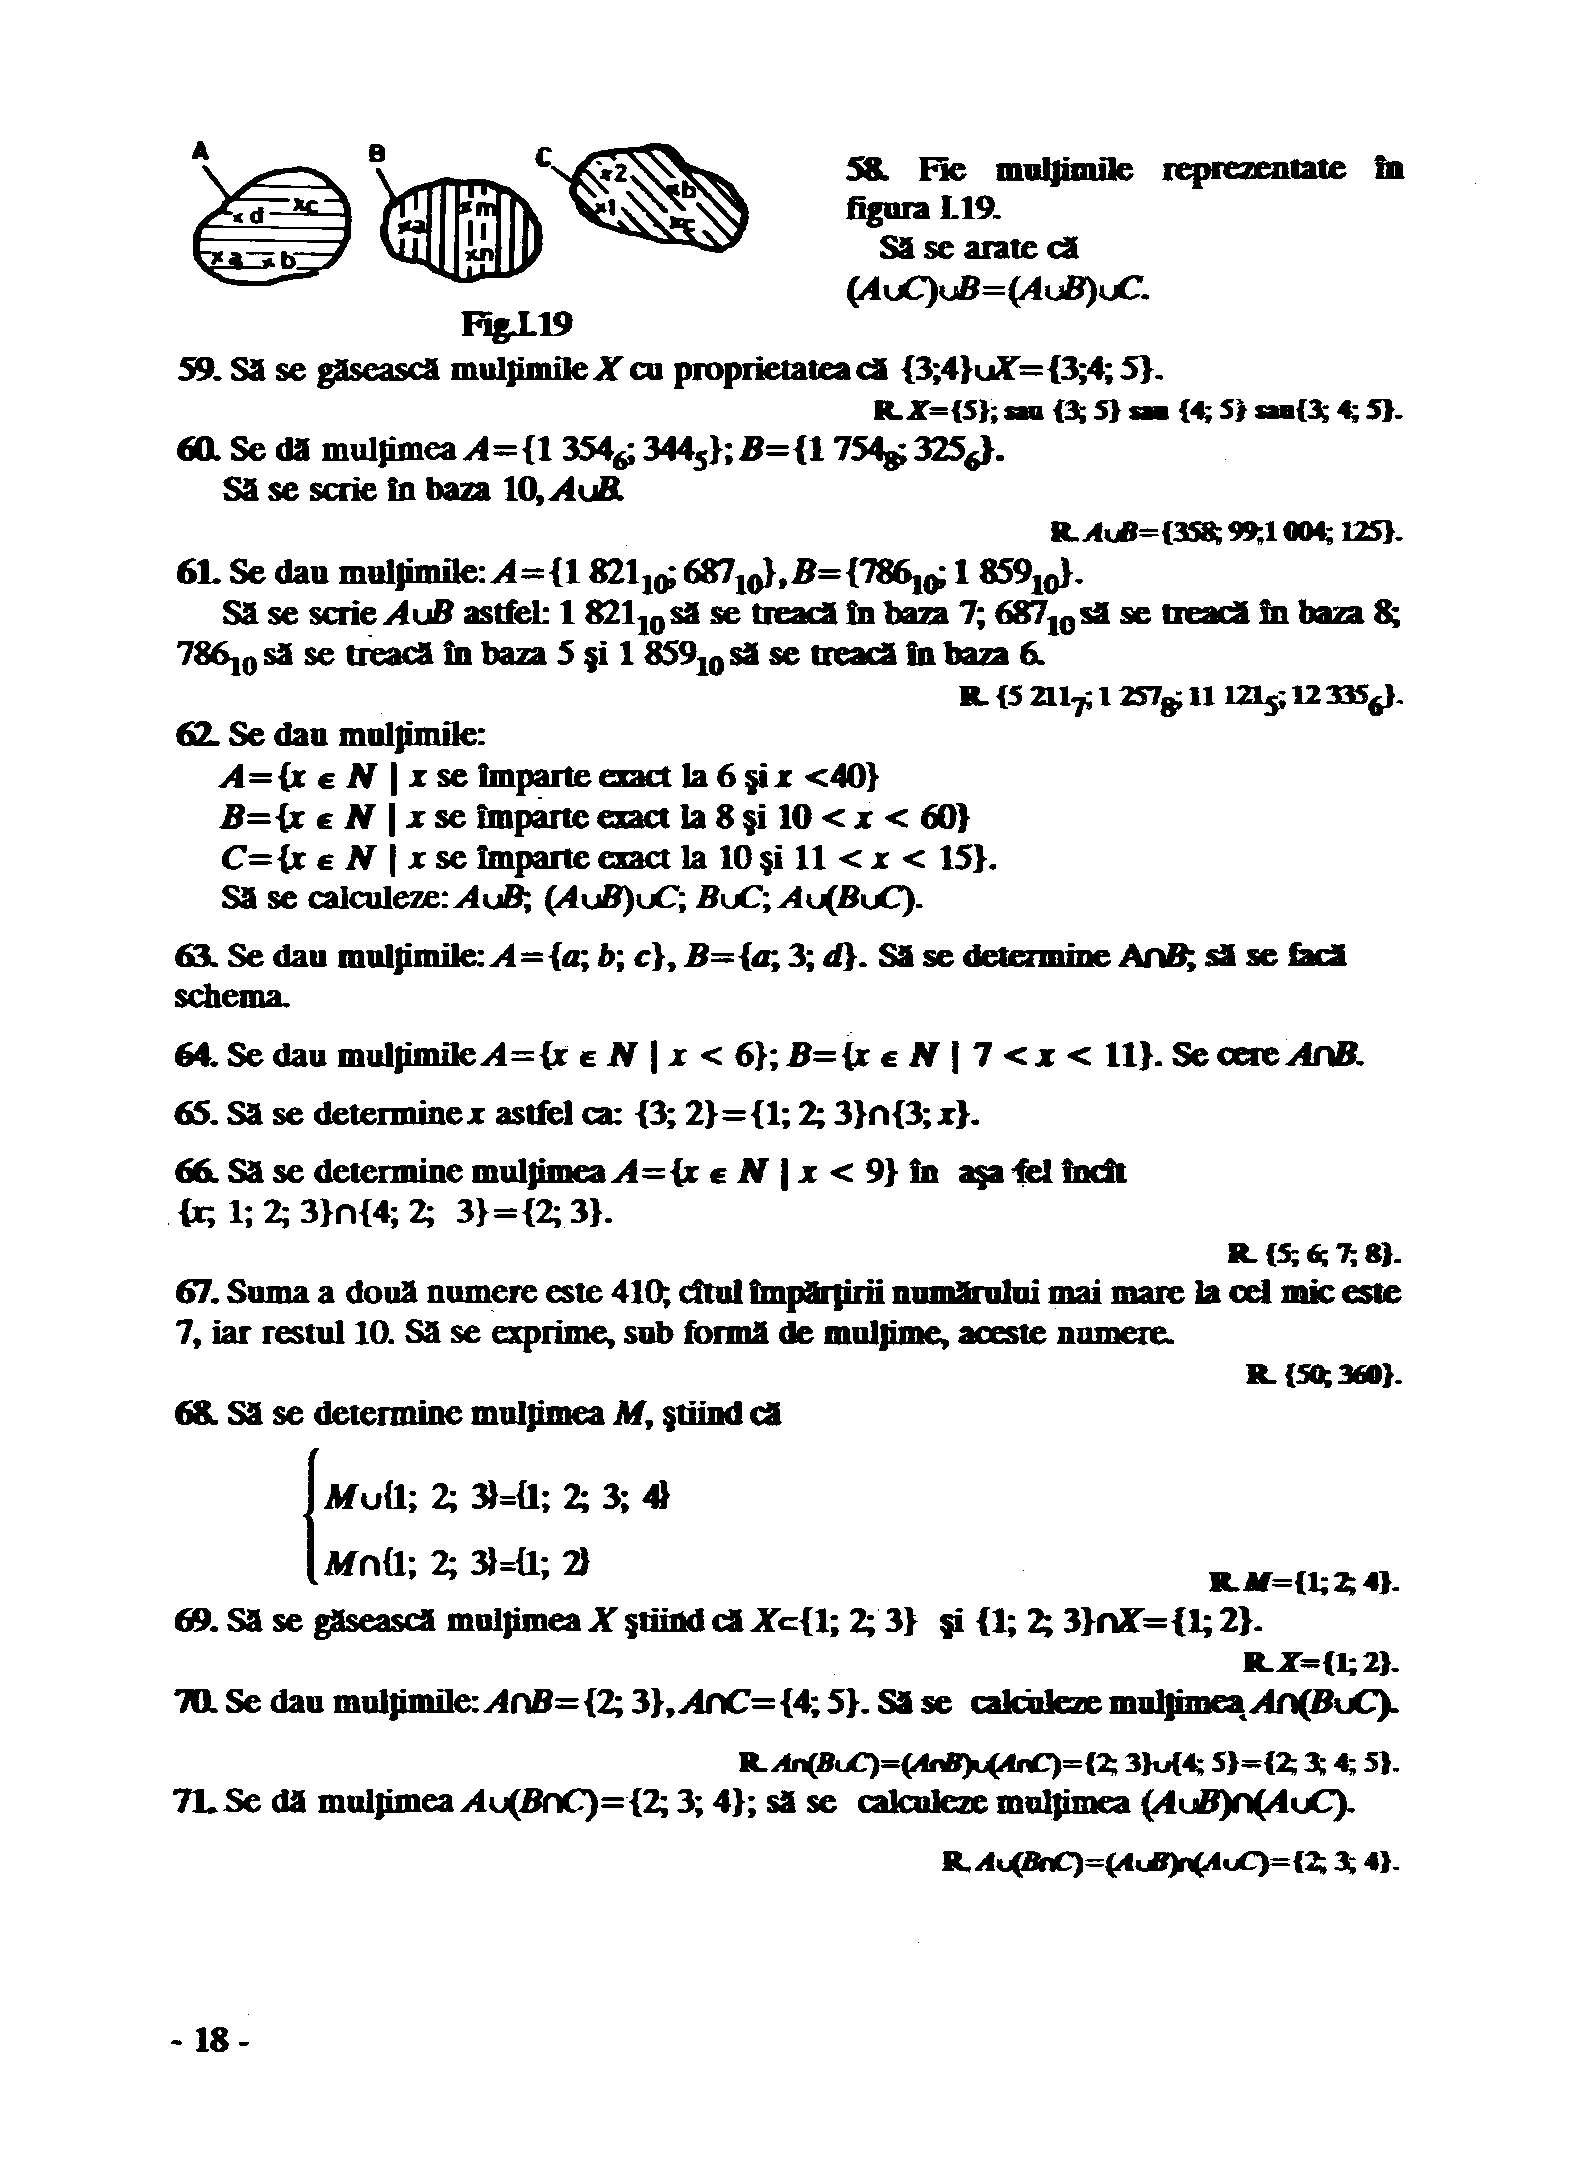 A B C
d c a b
a m n
2 b 1 c
Fig.I.19
58. Fie mulţimile reprezentate în
figura I.19.
Să se arate că
(A∪C)∪B=(A∪B)∪C.
59. Să se găsească mulţimile X cu proprietatea că {3;4}∪X={3;4; 5}.
R. X={5}; sau {3; 5} sau {4; 5} sau{3; 4; 5}.
60. Se dă mulţimea A={1 354₆; 344₅}; B={1 754₈; 325₆}.
Să se scrie în baza 10, A∪B.
R. A∪B={358; 99;1 004; 125}.
61. Se dau mulţimile: A={1 821₁₀; 687₁₀}, B={786₁₀; 1 859₁₀}.
Să se scrie A∪B astfel: 1 821₁₀ să se treacă în baza 7; 687₁₀ să se treacă în baza 8;
786₁₀ să se treacă în baza 5 şi 1 859₁₀ să se treacă în baza 6.
R. {5 211₇; 1 257₈; 11 121₅; 12 335₆}.
62. Se dau mulţimile:
A={x ϵ N | x se împarte exact la 6 şi x <40}
B={x ϵ N | x se împarte exact la 8 şi 10 < x < 60}
C={x ϵ N | x se împarte exact la 10 şi 11 < x < 15}.
Să se calculeze: A∪B; (A∪B)∪C; B∪C; A∪(B∪C).
63. Se dau mulţimile: A={a; b; c}, B={a; 3; d}. Să se determine A∩B; să se facă
schema.
64. Se dau mulţimile A={x ϵ N | x < 6}; B={x ϵ N | 7 < x < 11}. Se cere A∩B.
65. Să se determine x astfel ca: {3; 2}={1; 2; 3}∩{3; x}.
66. Să se determine mulţimea A={x ϵ N | x < 9} în aşa fel încît
{x; 1; 2; 3}∩{4; 2; 3}={2; 3}.
R. {5; 6; 7; 8}.
67. Suma a două numere este 410; cîtul împărţirii numărului mai mare la cel mic este
7, iar restul 10. Să se exprime, sub formă de mulţime, aceste numere.
R. {50; 360}.
68. Să se determine mulţimea M, ştiind că
M∪{1; 2; 3}={1; 2; 3; 4}
M∩{1; 2; 3}={1; 2}
R. M={1; 2; 4}.
69. Să se găsească mulţimea X ştiind că X⊂{1; 2; 3} şi {1; 2; 3}∩X={1; 2}.
R. X={1; 2}.
70. Se dau mulţimile: A∩B={2; 3}, A∩C={4; 5}. Să se calculeze mulţimea A∩(B∪C).
R. A∩(B∪C)=(A∩B)∪(A∩C)={2; 3}∪{4; 5}={2; 3; 4; 5}.
71. Se dă mulţimea A∪(B∩C)={2; 3; 4}; să se calculeze mulţimea (A∪B)∩(A∪C).
R. A∪(B∩C)=(A∪B)∩(A∪C)={2; 3; 4}.
- 18 -